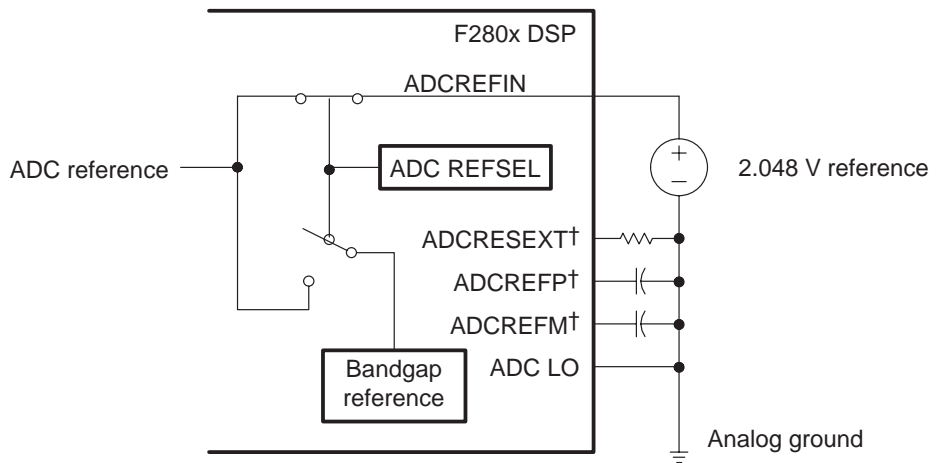 F280x DSP
ADCREFIN
ADC reference
ADC REFSEL
+
−
2.048 V reference
ADCRESEXT†
ADCREFP†
ADCREFM†
ADC LO
Bandgap
reference
Analog ground